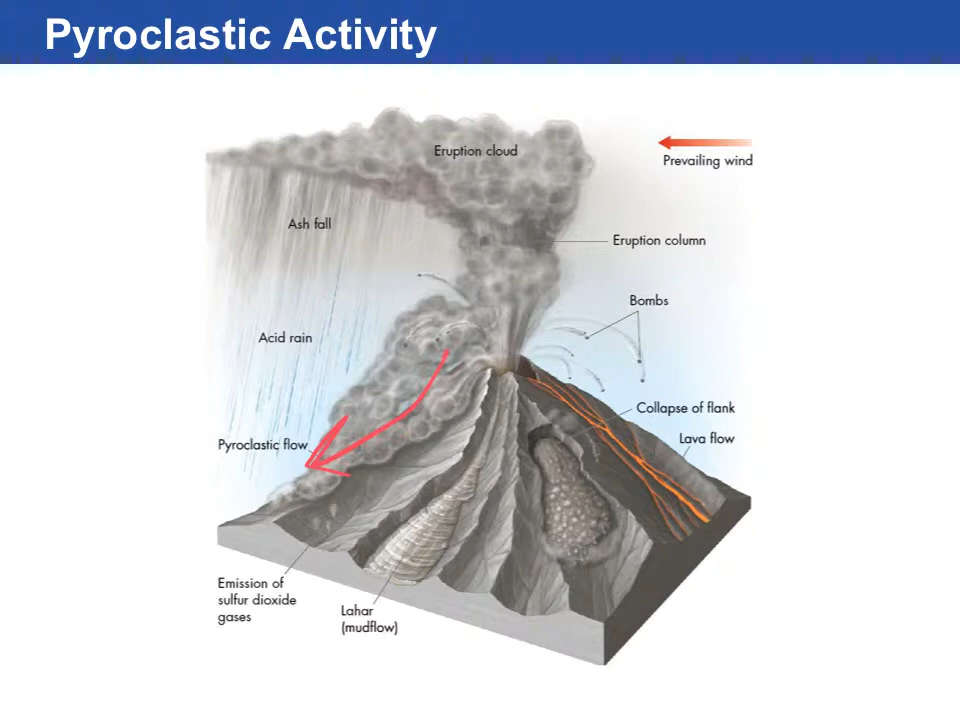 Pyroclastic Activity
Eruption cloud
Prevailing wind
Ash fall
Eruption column
Bombs
Acid rain
Collapse of flank
Lava flow
Pyroclastic flow
Emission of
sulfur dioxide
gases
Lahar
(mudflow)